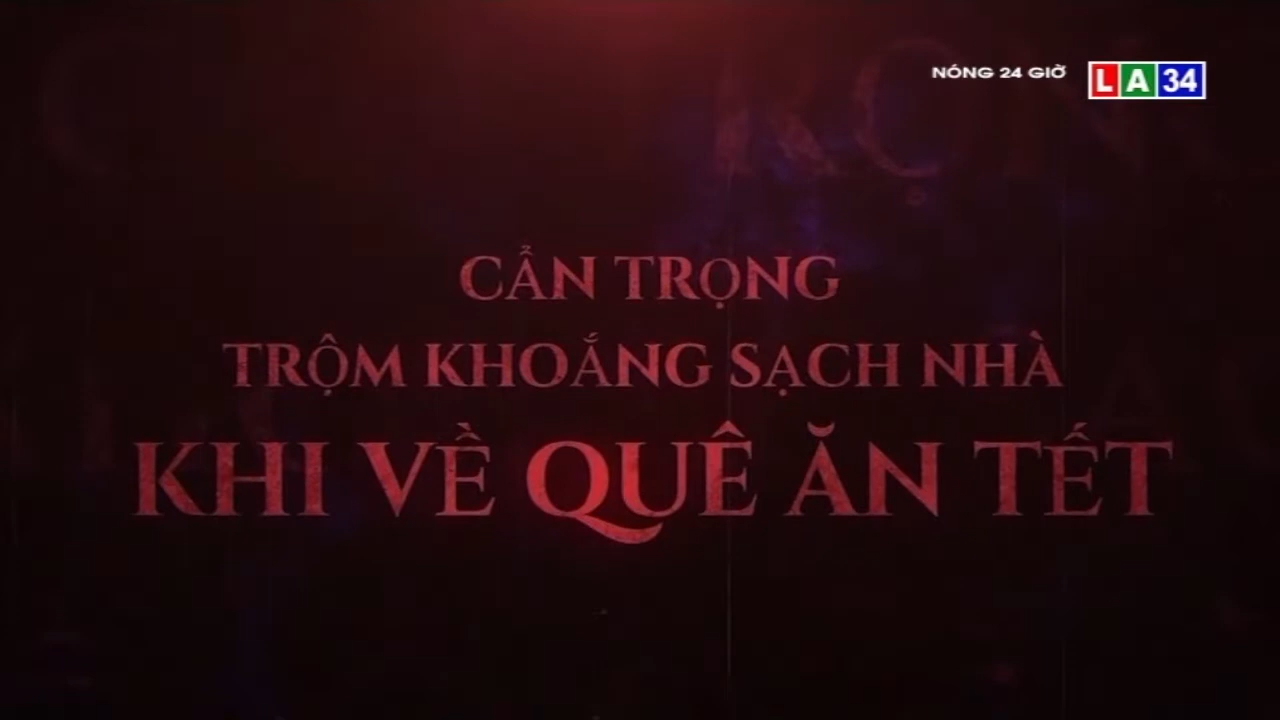 NÓNG 24 GIỜ LA34
CẨN TRỌNG
TRỘM KHOẮNG SẠCH NHÀ
KHI VỀ QUÊ ĂN TẾT